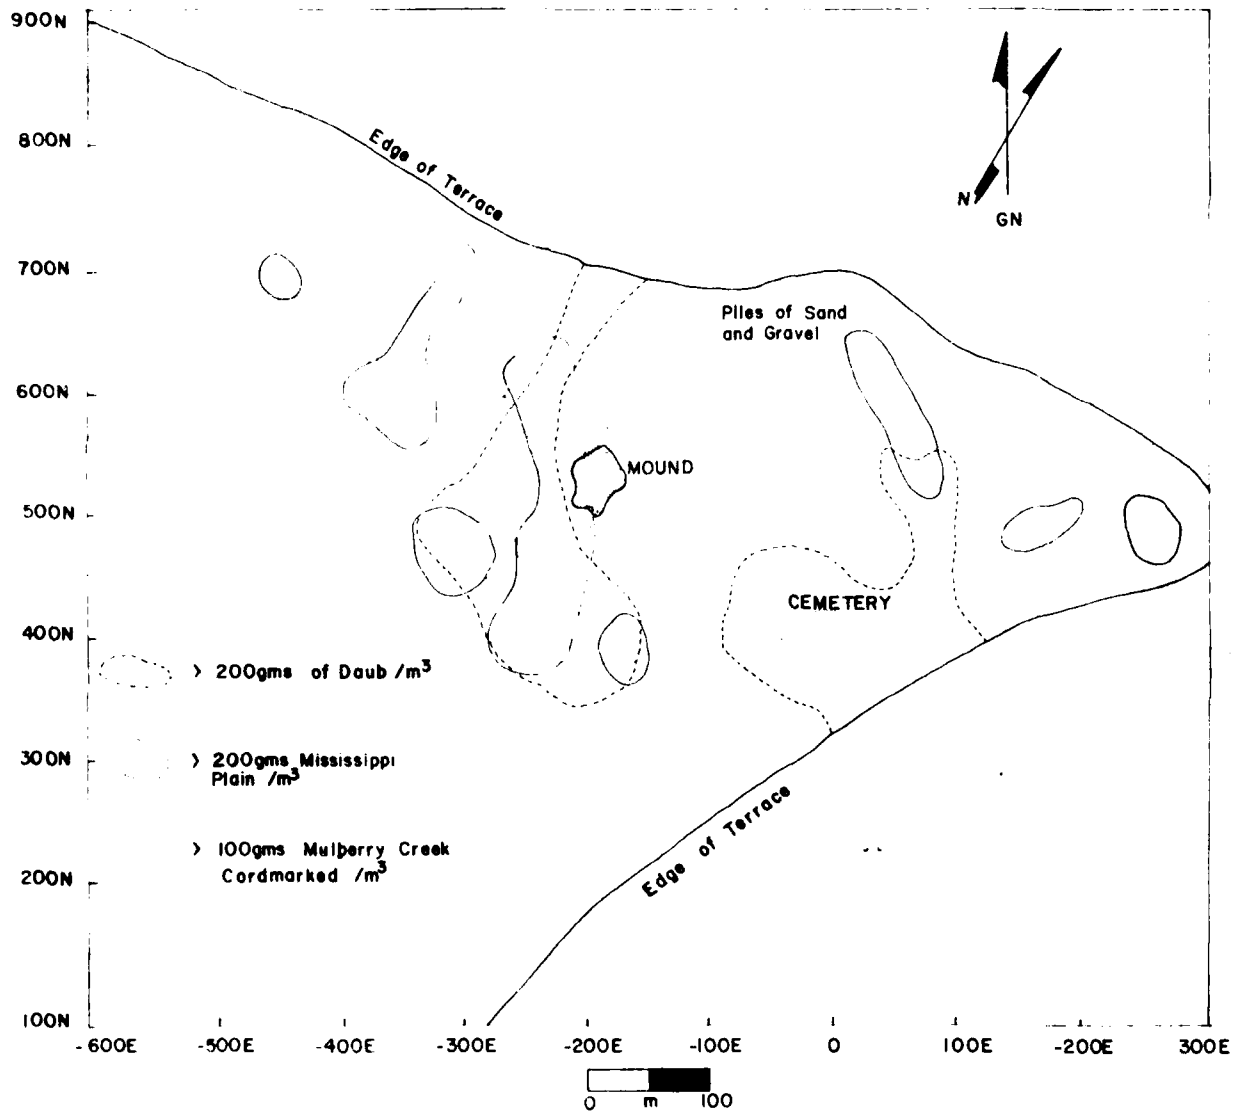 900N
800N
700N
600N
500N
400N
300N
200N
100N
Edge of Terrace
N
GN
Piles of Sand
and Gravel
MOUND
CEMETERY
> 200gms of Daub /m³
> 200gms Mississippi
Plain /m³
> 100gms Mulberry Creek
Cordmarked /m³
Edge of Terrace
-600E -500E -400E -300E -200E -100E 0 100E -200E 300E
0 m 100